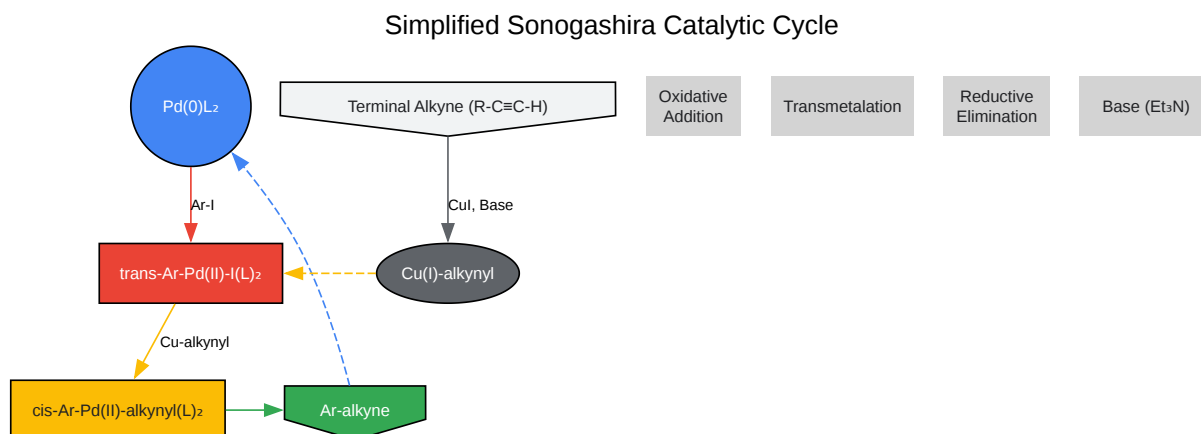 Simplified Sonogashira Catalytic Cycle
Pd(0)L₂
Terminal Alkyne (R-C≡C-H)
Oxidative
Addition
Transmetalation
Reductive
Elimination
Base (Et₃N)
Ar-I
CuI, Base
trans-Ar-Pd(II)-I(L)₂
Cu(I)-alkynyl
Cu-alkynyl
cis-Ar-Pd(II)-alkynyl(L)₂
Ar-alkyne